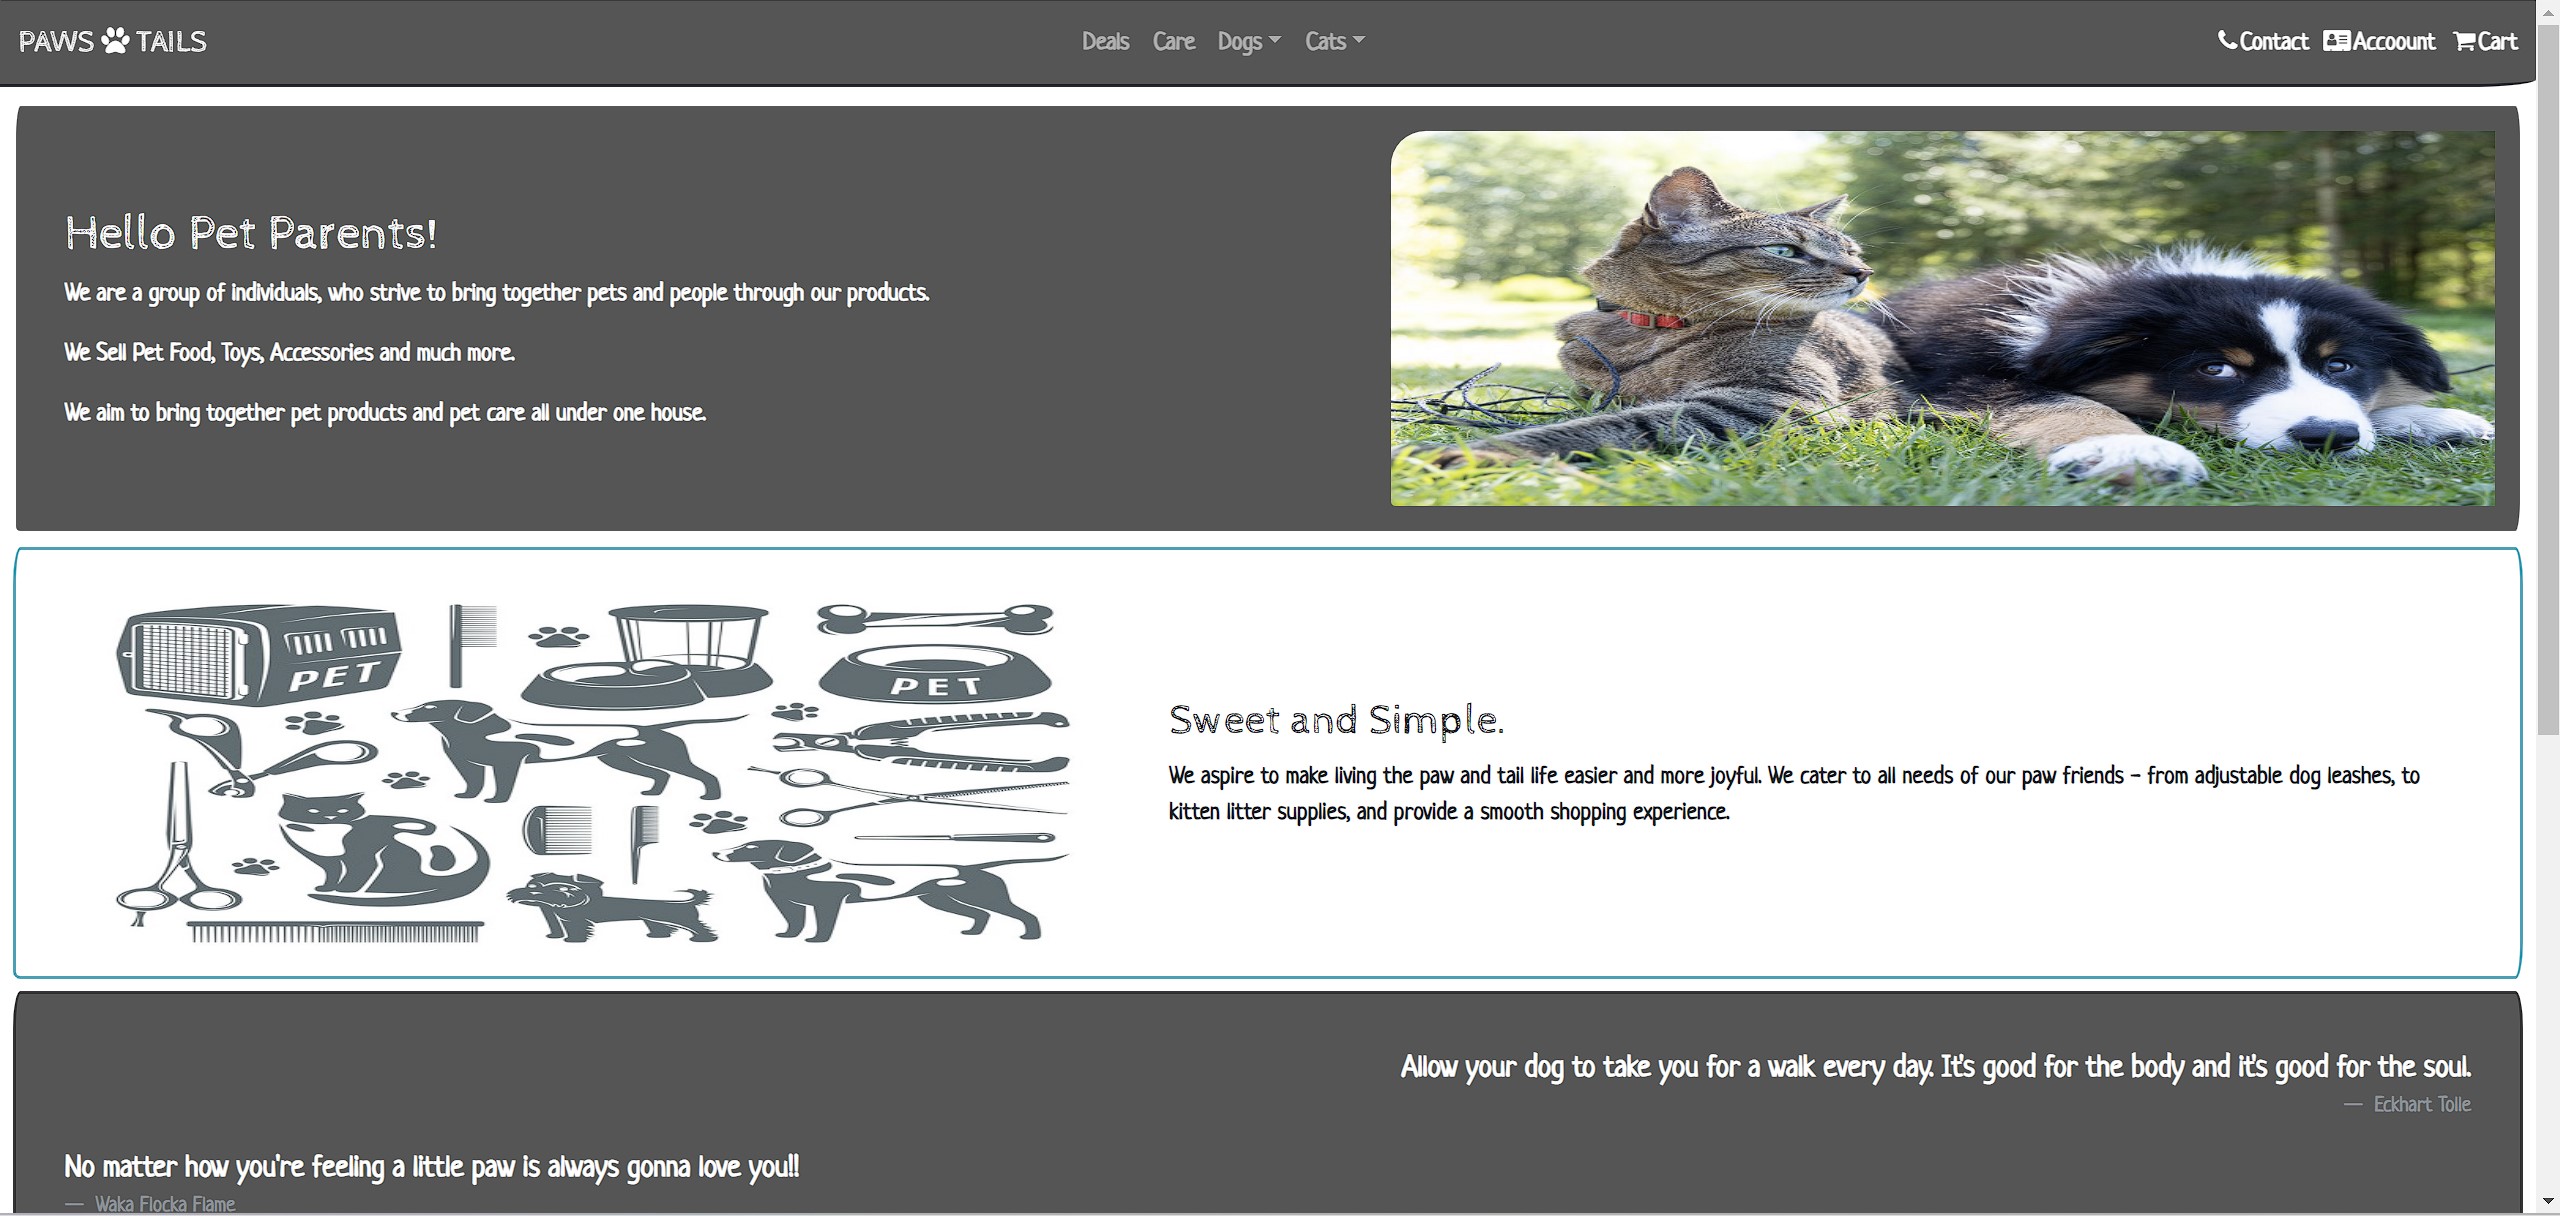 PAWS TAILS
Deals Care Dogs Cats
Contact Accoount Cart
Hello Pet Parents!
We are a group of individuals, who strive to bring together pets and people through our products.
We Sell Pet Food, Toys, Accessories and much more.
We aim to bring together pet products and pet care all under one house.
PET
PET
Sweet and Simple.
We aspire to make living the paw and tail life easier and more joyful. We cater to all needs of our paw friends – from adjustable dog leashes, to
kitten litter supplies, and provide a smooth shopping experience.
Allow your dog to take you for a walk every day. It's good for the body and it's good for the soul.
— Eckhart Tolle
No matter how you're feeling a little paw is always gonna love you!!
— Waka Flocka Flame